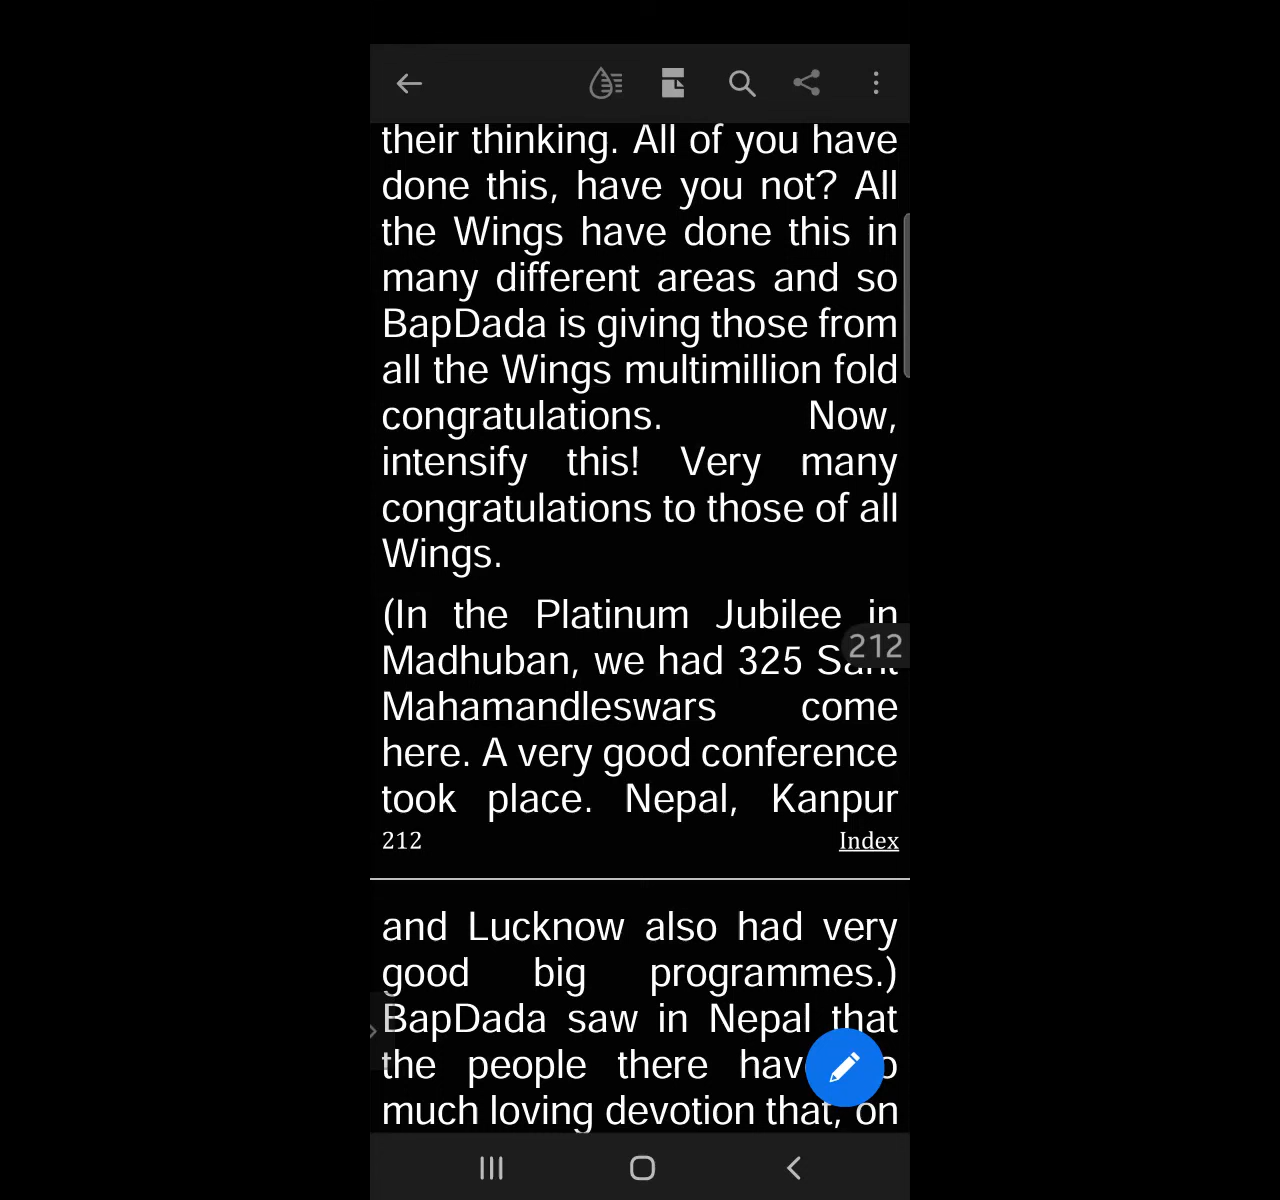 their thinking. All of you have
done this, have you not? All
the Wings have done this in
many different areas and so
BapDada is giving those from
all the Wings multimillion fold
congratulations. Now,
intensify this! Very many
congratulations to those of all
Wings.
(In the Platinum Jubilee in
212
Madhuban, we had 325
Mahamandleswars come
here. A very good conference
took place. Nepal, Kanpur
212 Index
and Lucknow also had very
good big programmes.)
BapDada saw in Nepal that
the people there
much loving devotion that, on